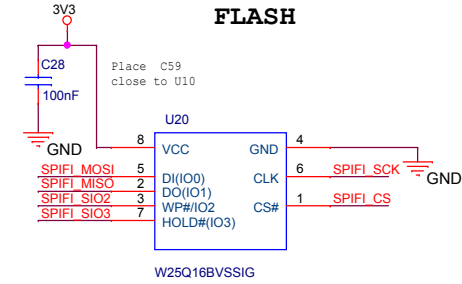 3V3
FLASH
C28
100nF
Place C59
close to U10
GND
U20
8 VCC GND 4
GND
SPIFI_MOSI 5 DI(IO0) CLK 6 SPIFI_SCK
SPIFI_MISO 2 DO(IO1)
SPIFI_SIO2 3 WP#/IO2 CS# 1 SPIFI_CS
SPIFI_SIO3 7 HOLD#(IO3)
W25Q16BVSSIG